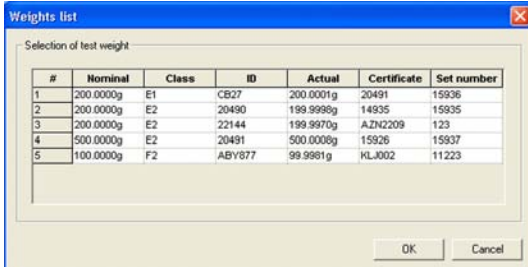 Weights list
Selection of test weight
# Nominal Class ID Actual Certificate Set number
1 200.0000g E1 CB27 200.0001g 20491 15936
2 200.0000g E2 20490 199.9998g 14935 15935
3 200.0000g E2 22144 199.9970g AZN2209 123
4 500.0000g E2 20491 500.0008g 15926 15937
5 100.0000g F2 ABY877 99.9981g KLJ002 11223
OK Cancel